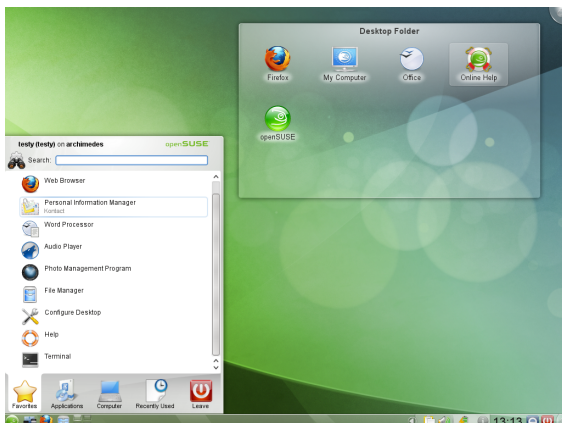 Desktop Folder
Firefox
My Computer
Office
Online Help
openSUSE
testy (testy) on archimedes
openSUSE
Search:
Web Browser
Personal Information Manager
Kontact
Word Processor
Audio Player
Photo Management Program
File Manager
Configure Desktop
Help
Terminal
Favorites
Applications
Computer
Recently Used
Leave
13:13